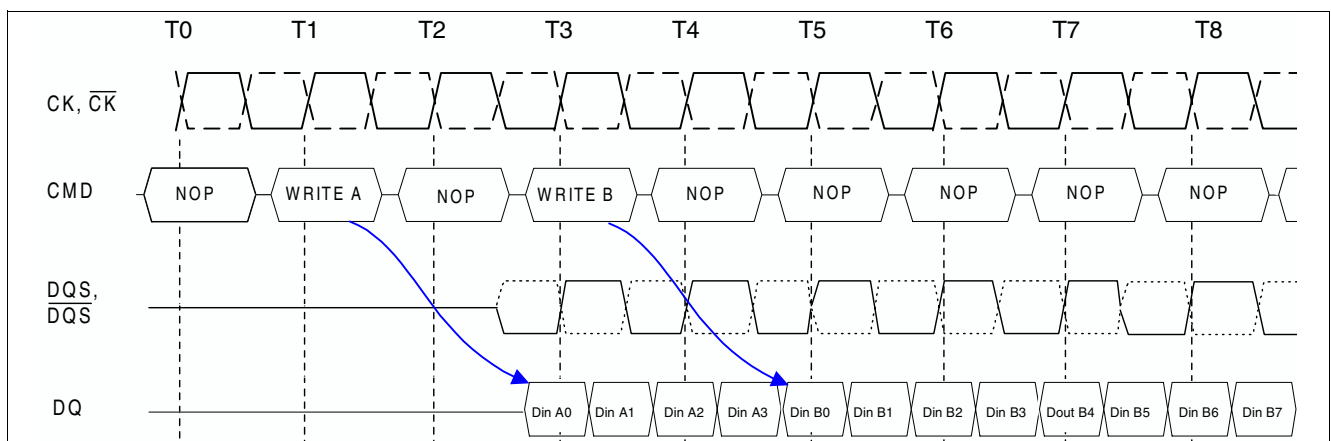 T0 T1 T2 T3 T4 T5 T6 T7 T8
CK, CK
CMD NOP WRITE A NOP WRITE B NOP NOP NOP NOP NOP
DQS,
DQS
DQ Din A0 Din A1 Din A2 Din A3 Din B0 Din B1 Din B2 Din B3 Dout B4 Din B5 Din B6 Din B7